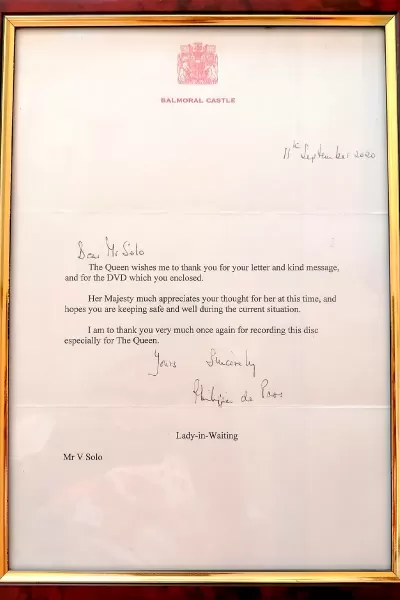 BALMORAL CASTLE
11th September 2020
Dear Mr Solo
The Queen wishes me to thank you for your letter and kind message,
and for the DVD which you enclosed.
Her Majesty much appreciates your thought for her at this time, and
hopes you are keeping safe and well during the current situation.
I am to thank you very much once again for recording this disc
especially for The Queen.
Yours Sincerely
de
Lady-in-Waiting
Mr V Solo